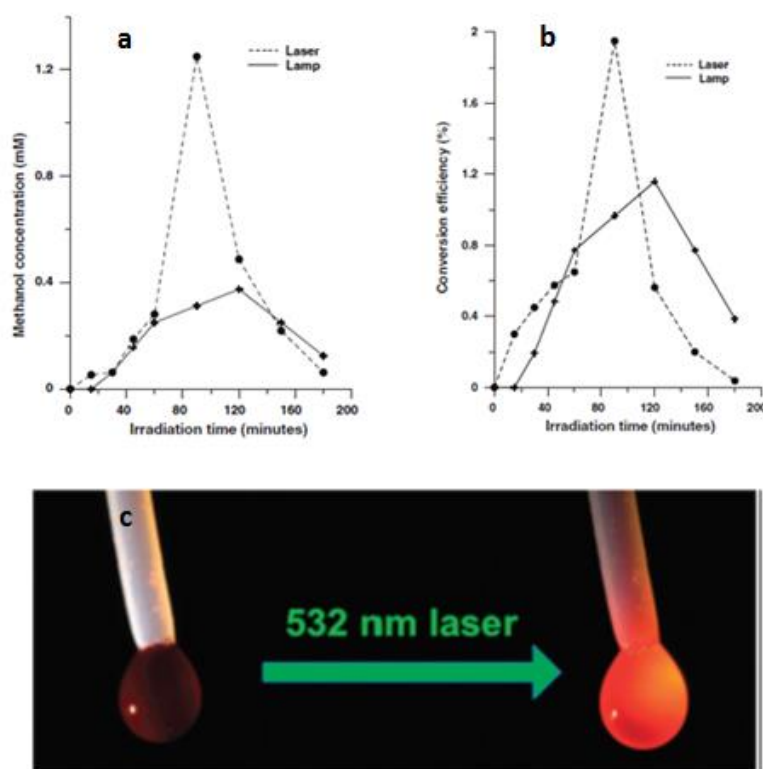 a
Laser
Lamp
1.2
0.8
0.4
0
Methanol concentration (mM)
0 40 80 120 160 200
Irradiation time (minutes)
b
Laser
Lamp
2
1.6
1.2
0.8
0.4
0
Conversion efficiency (%)
0 40 80 120 160 200
Irradiation time (minutes)
c
532 nm laser